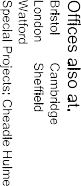 Offices also at:
Bristol Cambridge
London Sheffield
Watford
Special Projects: Cheadle Hulme